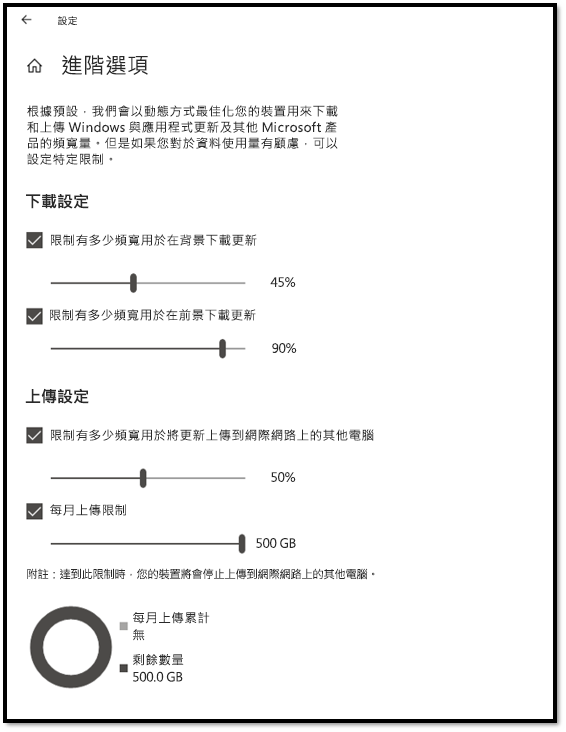 設定
進階選項
根據預設，我們會以動態方式最佳化您的裝置用來下載
和上傳 Windows 與應用程式更新及其他 Microsoft 產
品的頻寬量。但是如果您對於資料使用量有顧慮，可以
設定特定限制。
下載設定
限制有多少頻寬用於在背景下載更新
45%
限制有多少頻寬用於在前景下載更新
90%
上傳設定
限制有多少頻寬用於將更新上傳到網際網路上的其他電腦
50%
每月上傳限制
500 GB
附註：達到此限制時，您的裝置將會停止上傳到網際網路上的其他電腦。
每月上傳累計
無
剩餘數量
500.0 GB